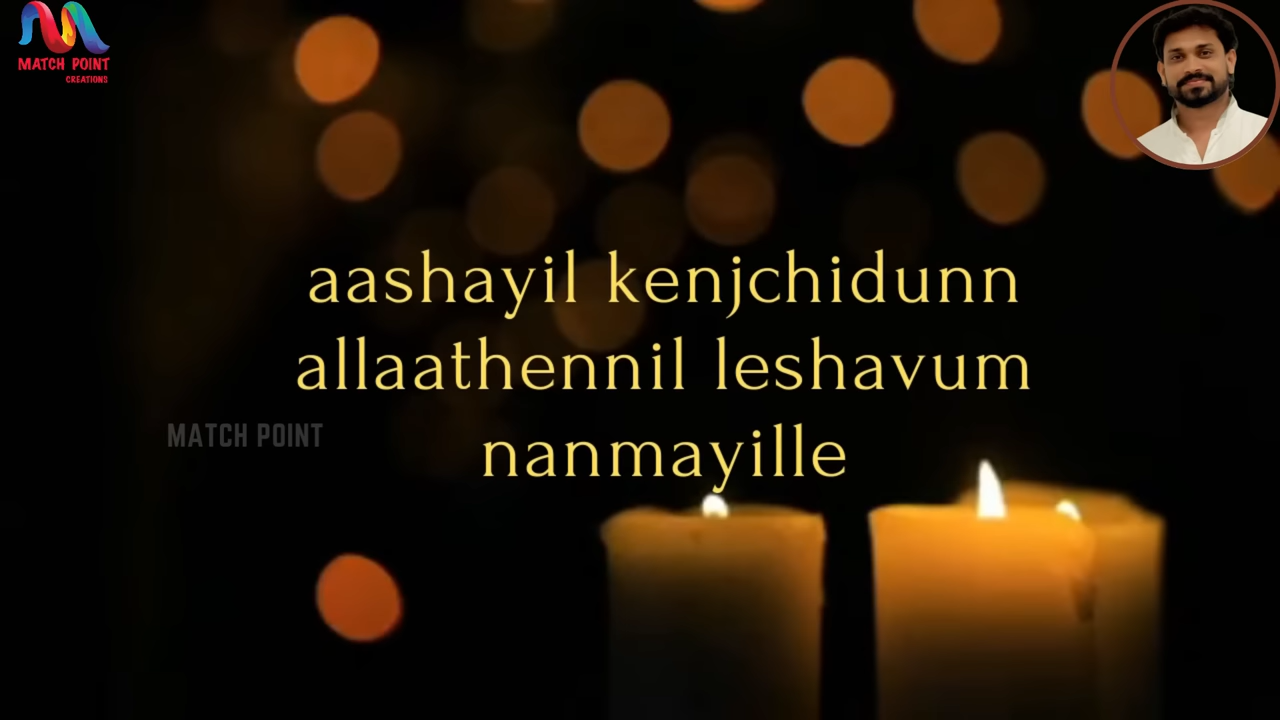 MATCH POINT
CREATIONS
aashayil kenjchidunn
allaathennil leshavum
MATCH POINT
nanmayille